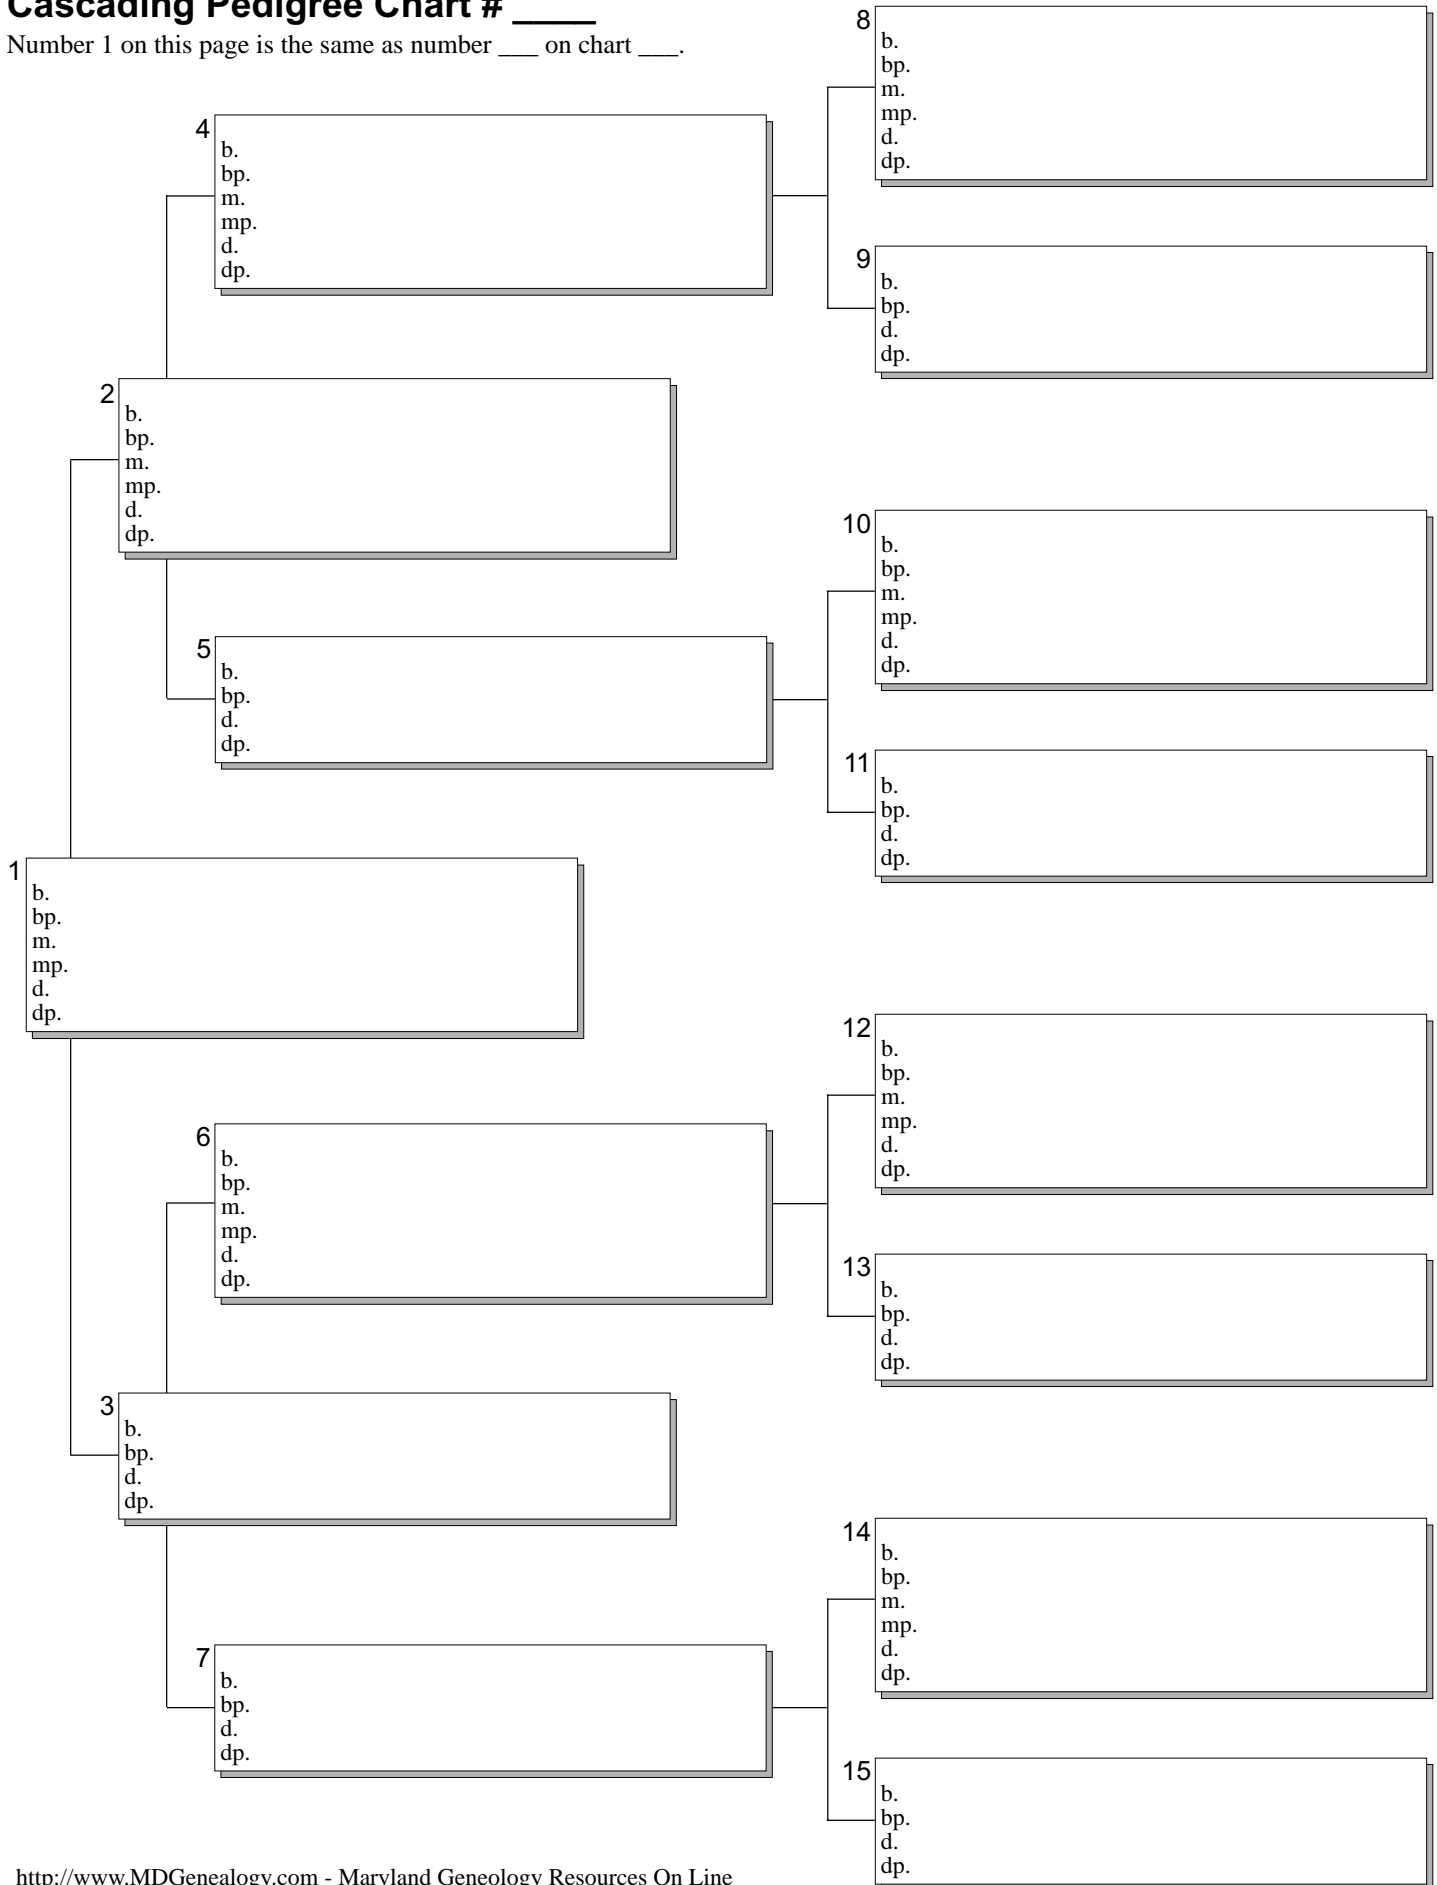 Cascading Pedigree Chart # ____
Number 1 on this page is the same as number ___ on chart ___.
8
b.
bp.
m.
mp.
d.
dp.
4
b.
bp.
m.
mp.
d.
dp.
9
b.
bp.
d.
dp.
2
b.
bp.
m.
mp.
d.
dp.
10
b.
bp.
m.
mp.
d.
dp.
5
b.
bp.
d.
dp.
11
b.
bp.
d.
dp.
1
b.
bp.
m.
mp.
d.
dp.
12
b.
bp.
m.
mp.
d.
dp.
6
b.
bp.
m.
mp.
d.
dp.
13
b.
bp.
d.
dp.
3
b.
bp.
d.
dp.
14
b.
bp.
m.
mp.
d.
dp.
7
b.
bp.
d.
dp.
15
b.
bp.
d.
dp.
http://www.MDGenealogy.com - Maryland Geneology Resources On Line